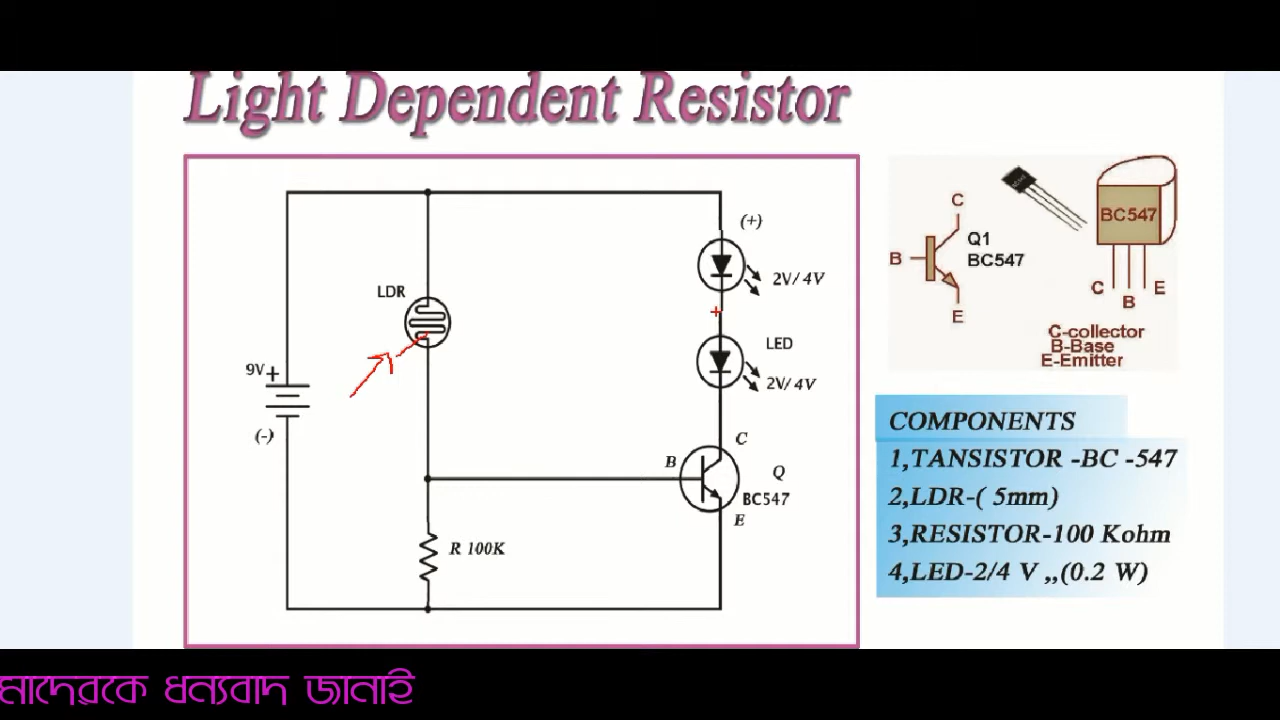 Light Dependent Resistor
(+)
2V/ 4V
LDR
+
LED
2V/ 4V
9V +
(-)
C
B
Q
BC547
E
R 100K
C
Q1
B
BC547
E
BC547
C
B
E
C-collector
B-Base
E-Emitter
COMPONENTS
1,TANSISTOR -BC -547
2,LDR-( 5mm)
3,RESISTOR-100 Kohm
4,LED-2/4 V ,,(0.2 W)
মাদেরকে ধন্যবাদ জানাই